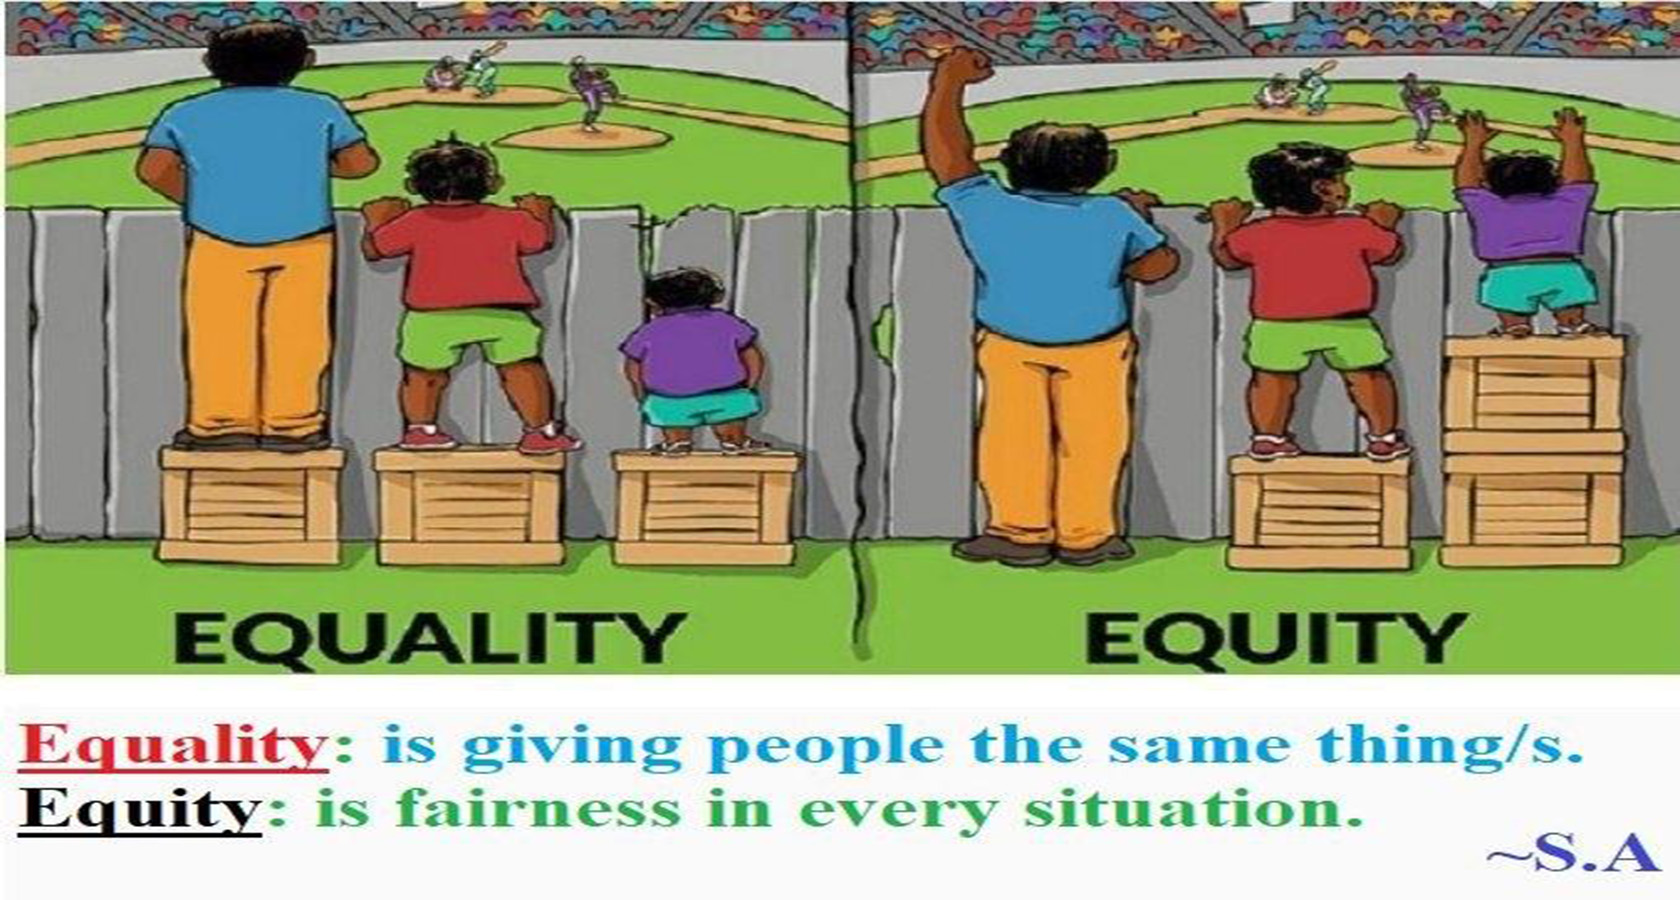 EQUALITY
EQUITY
Equality: is giving people the same thing/s.
Equity: is fairness in every situation.
~S.A